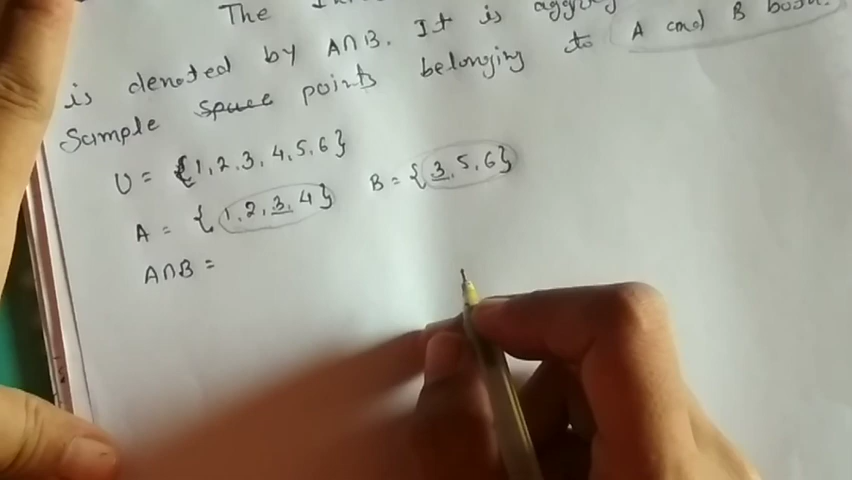 The
is denoted by A∩B. It is
Sample space points belonging to A and B both.
U = {1, 2, 3, 4, 5, 6}
A = {1, 2, 3, 4} B = {3, 5, 6}
A∩B =